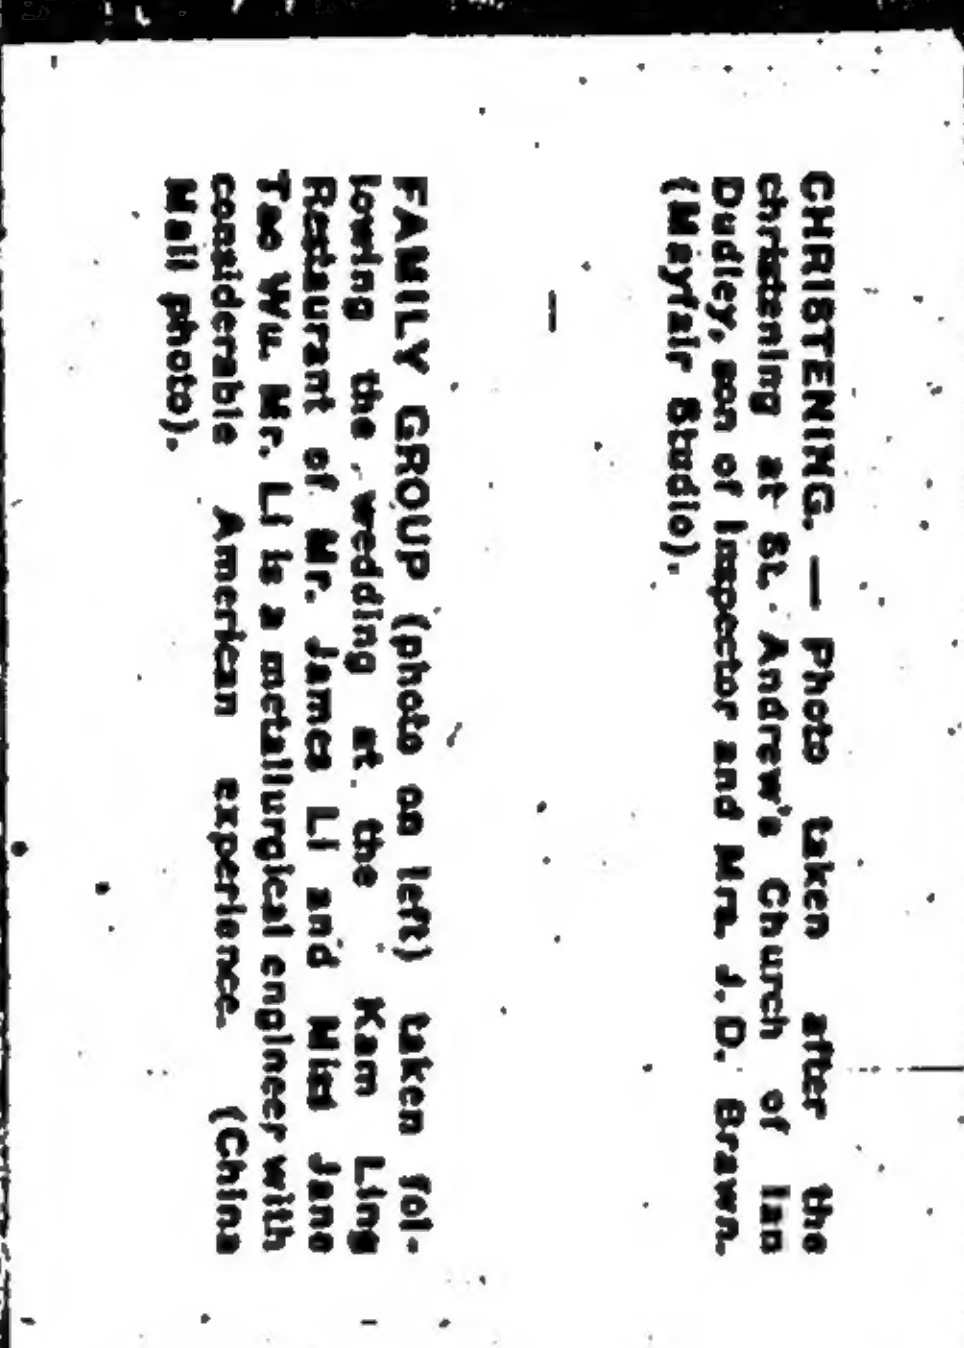 CHRISTENING. — Photo taken after the
christening at St. Andrew's Church of Ian
Dudley, son of Inspector and Mrs. J. D. Brawn.
(Mayfair Studio).
FAMILY GROUP (photo on left) taken fol-
lowing the wedding at the Kam Ling
Restaurant of Mr. James Li and Miss Jane
Tao Wu. Mr. Li is a metallurgical engineer with
considerable American experience. (China
Mail photo).